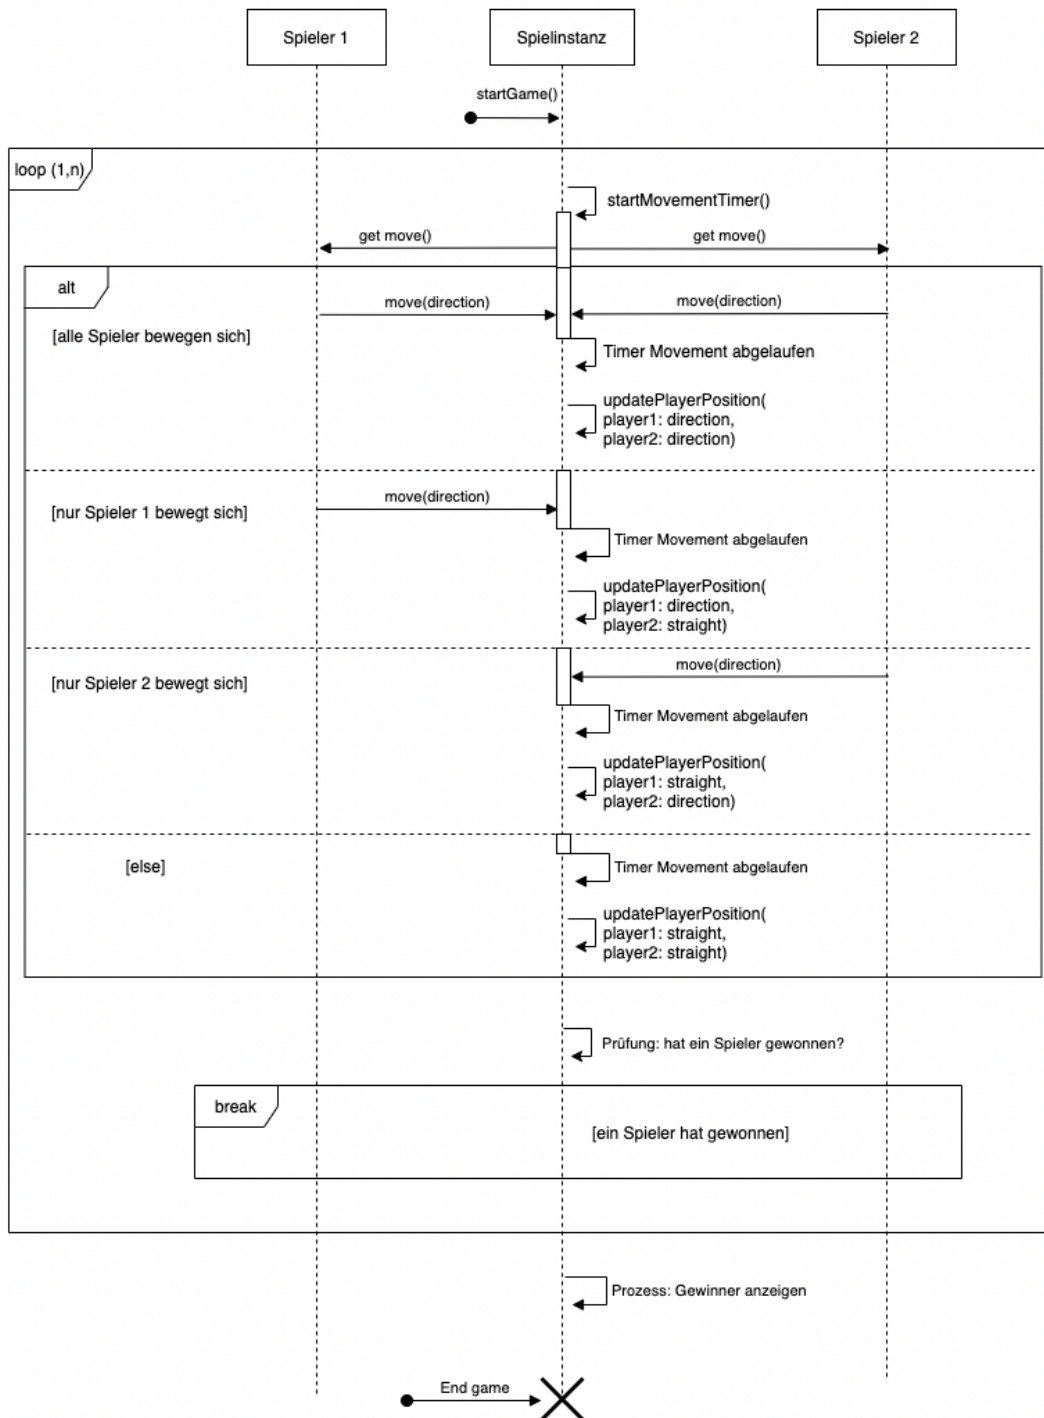 Spieler 1
Spielinstanz
Spieler 2
startGame()
loop (1,n)
startMovementTimer()
get move()
get move()
alt
move(direction)
move(direction)
[alle Spieler bewegen sich]
Timer Movement abgelaufen
updatePlayerPosition(
player1: direction,
player2: direction)
move(direction)
[nur Spieler 1 bewegt sich]
Timer Movement abgelaufen
updatePlayerPosition(
player1: direction,
player2: straight)
move(direction)
[nur Spieler 2 bewegt sich]
Timer Movement abgelaufen
updatePlayerPosition(
player1: straight,
player2: direction)
[else]
Timer Movement abgelaufen
updatePlayerPosition(
player1: straight,
player2: straight)
Prüfung: hat ein Spieler gewonnen?
break
[ein Spieler hat gewonnen]
Prozess: Gewinner anzeigen
End game